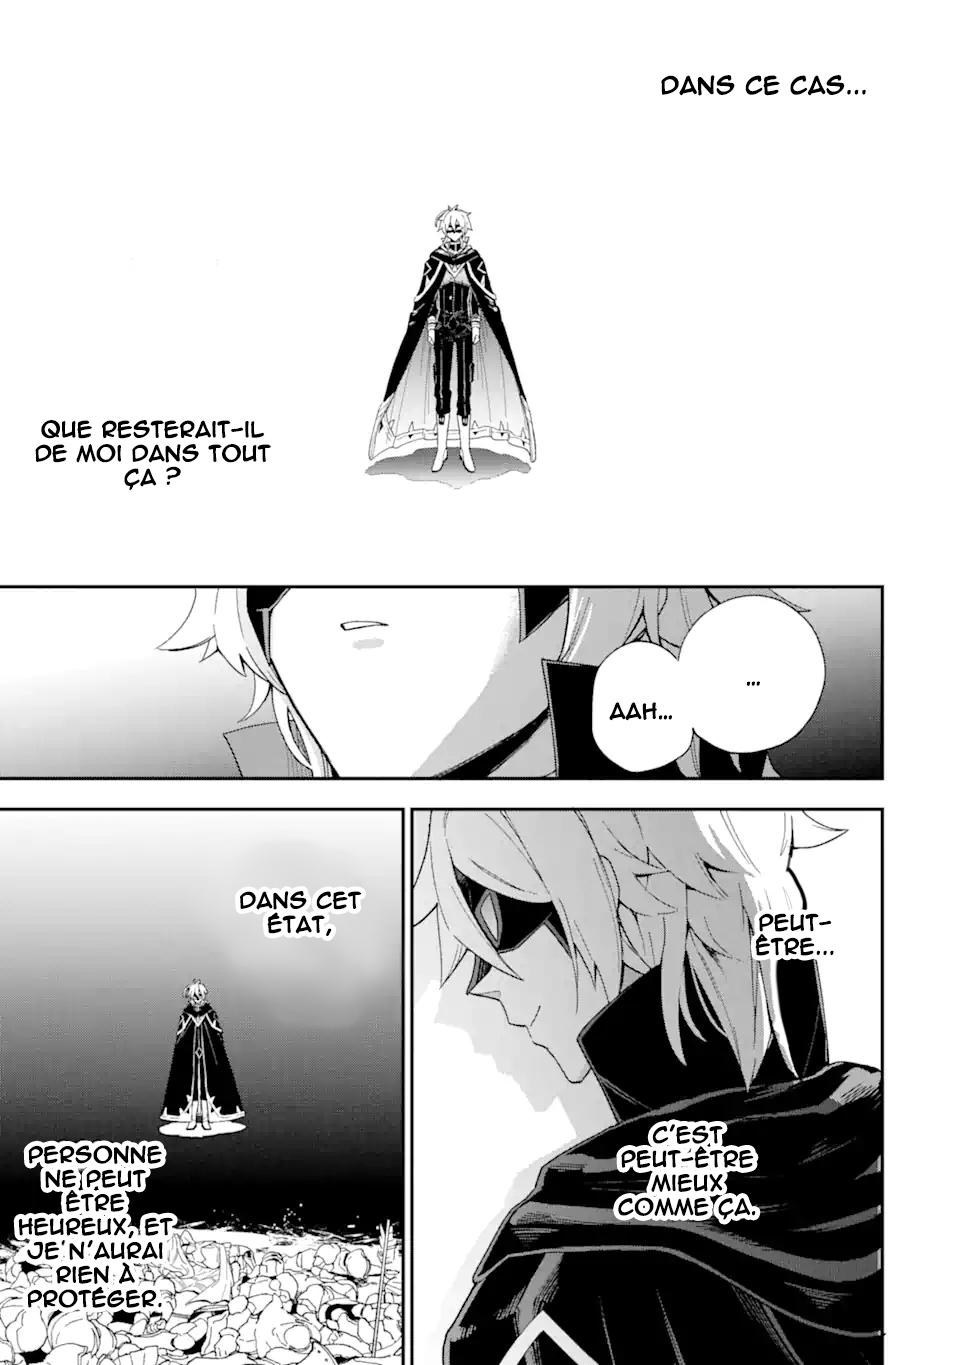 DANS CE CAS...
QUE RESTERAIT-IL
DE MOI DANS TOUT
ÇA ?
...
AAH...
PEUT-
ÊTRE...
C'EST
PEUT-ÊTRE
MIEUX
COMME ÇA.
DANS CET
ÉTAT,
PERSONNE
NE PEUT
ÊTRE
HEUREUX, ET
JE N'AURAI
RIEN À
PROTÉGER.